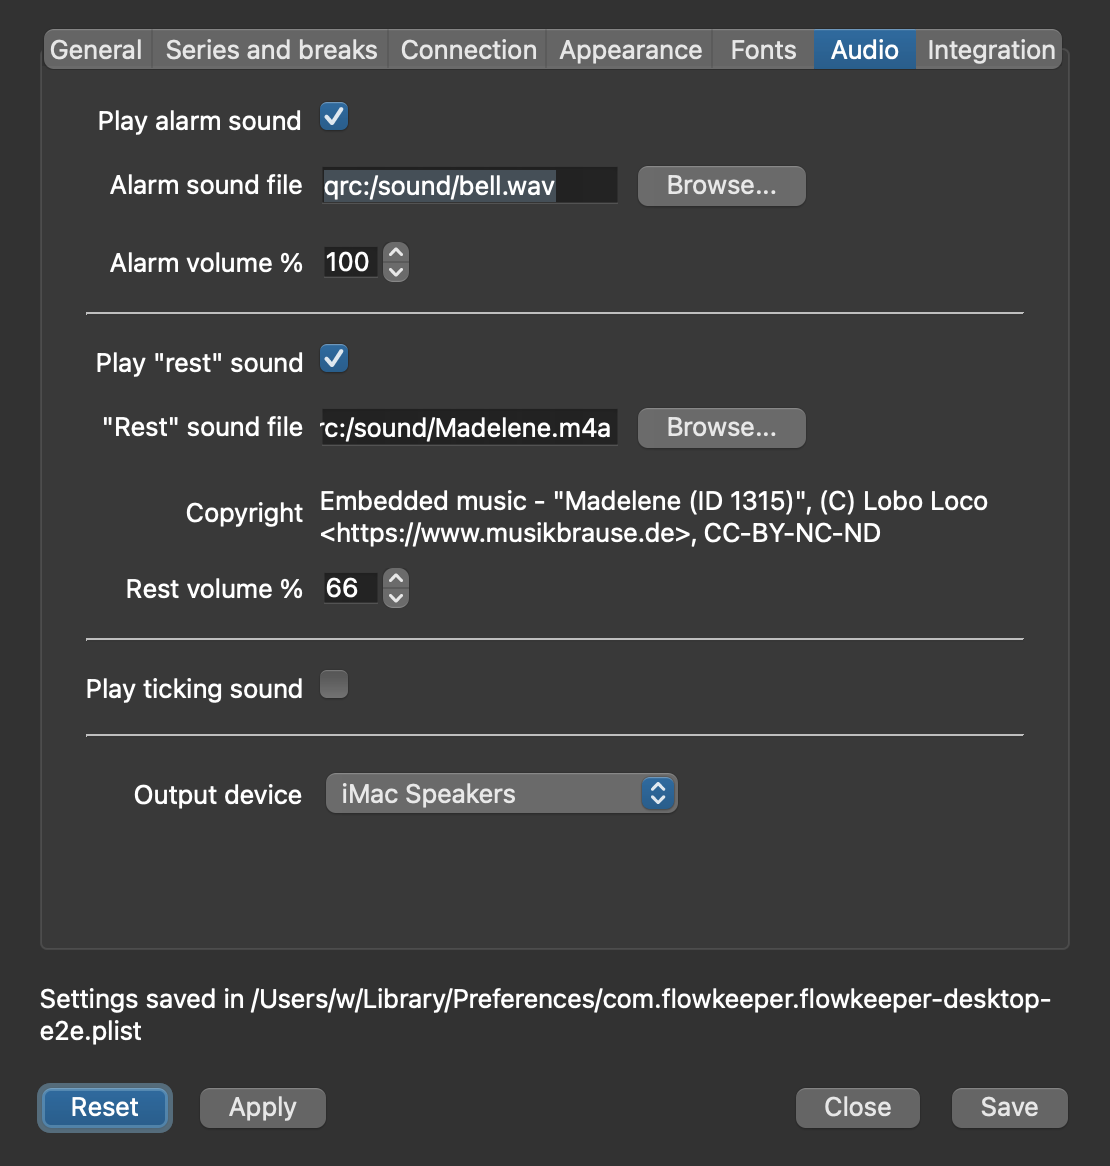 General Series and breaks Connection Appearance Fonts Audio Integration
Play alarm sound
Alarm sound file qrc:/sound/bell.wav Browse...
Alarm volume % 100
Play "rest" sound
"Rest" sound file rc:/sound/Madelene.m4a Browse...
Copyright Embedded music - "Madelene (ID 1315)", (C) Lobo Loco
<https://www.musikbrause.de>, CC-BY-NC-ND
Rest volume % 66
Play ticking sound
Output device iMac Speakers
Settings saved in /Users/w/Library/Preferences/com.flowkeeper.flowkeeper-desktop-
e2e.plist
Reset Apply Close Save